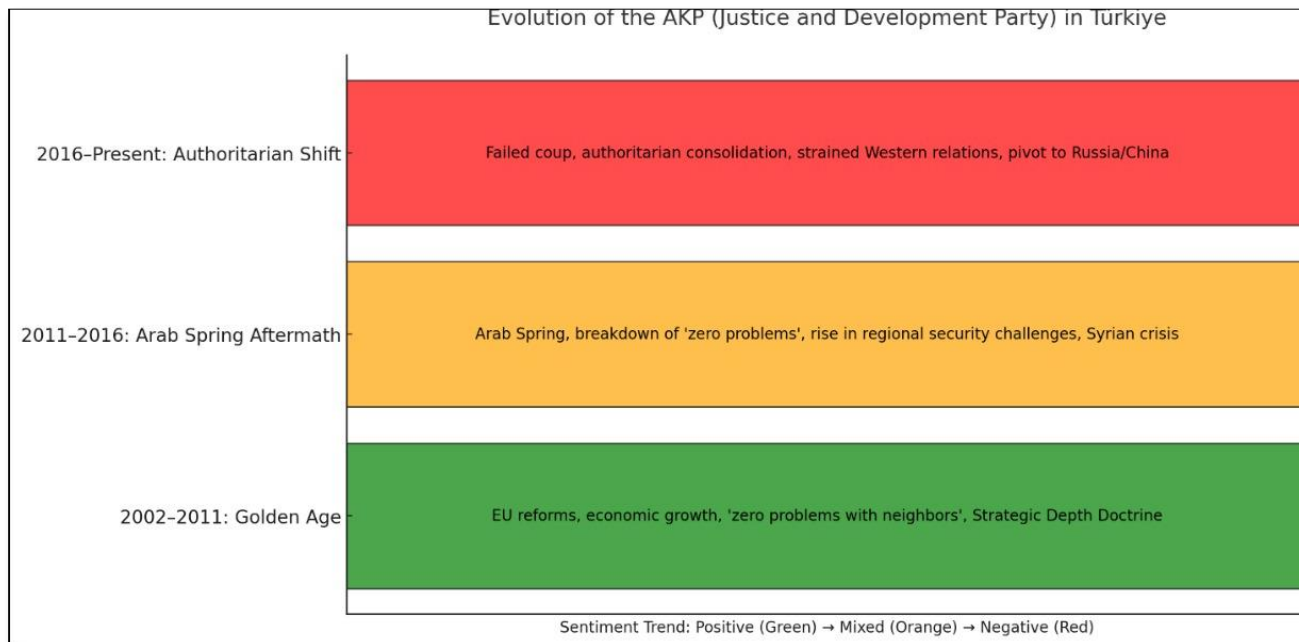 Evolution of the AKP (Justice and Development Party) in Türkiye
2016–Present: Authoritarian Shift
Failed coup, authoritarian consolidation, strained Western relations, pivot to Russia/China
2011–2016: Arab Spring Aftermath
Arab Spring, breakdown of 'zero problems', rise in regional security challenges, Syrian crisis
2002–2011: Golden Age
EU reforms, economic growth, 'zero problems with neighbors', Strategic Depth Doctrine
Sentiment Trend: Positive (Green) → Mixed (Orange) → Negative (Red)